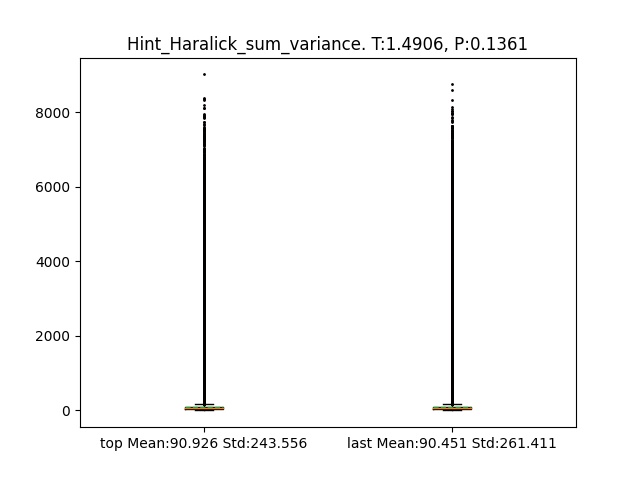 Hint_Haralick_sum_variance. T:1.4906, P:0.1361
8000
6000
4000
2000
0
top Mean:90.926 Std:243.556
last Mean:90.451 Std:261.411